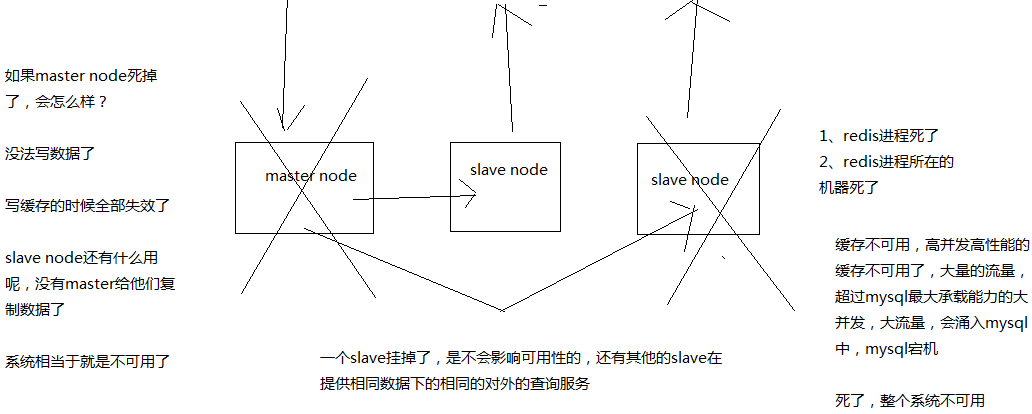 如果master node死掉
了，会怎么样？
没法写数据了
写缓存的时候全部失效了
slave node还有什么用
呢，没有master给他们复
制数据了
系统相当于就是不可用了
master node
slave node
slave node
一个slave挂掉了，是不会影响可用性的，还有其他的slave在
提供相同数据下的相同的对外的查询服务
1、redis进程死了
2、redis进程所在的
机器死了
缓存不可用，高并发高性能的
缓存不可用了，大量的流量，
超过mysql最大承载能力的大
并发，大流量，会涌入mysql
中，mysql宕机
死了，整个系统不可用